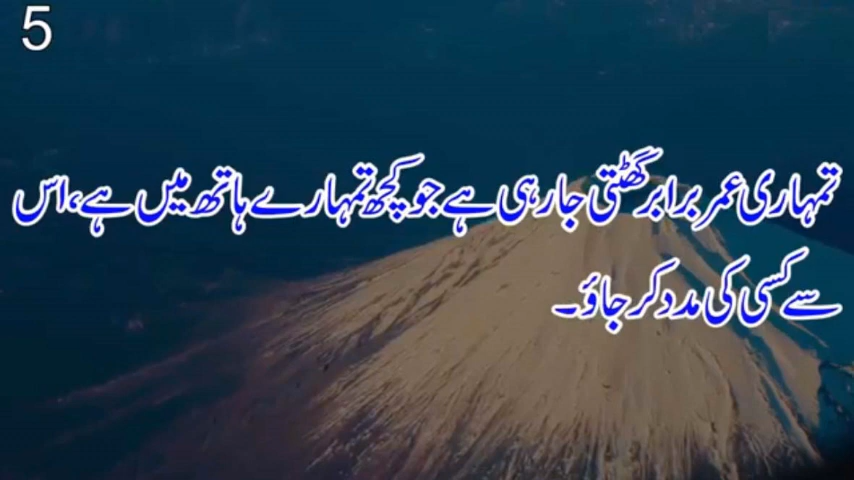 5
تمہاری عمر برابر گھٹتی جا رہی ہے جو کچھ تمہارے ہاتھ میں ہے، اس
سے کسی کی مدد کر جاؤ۔